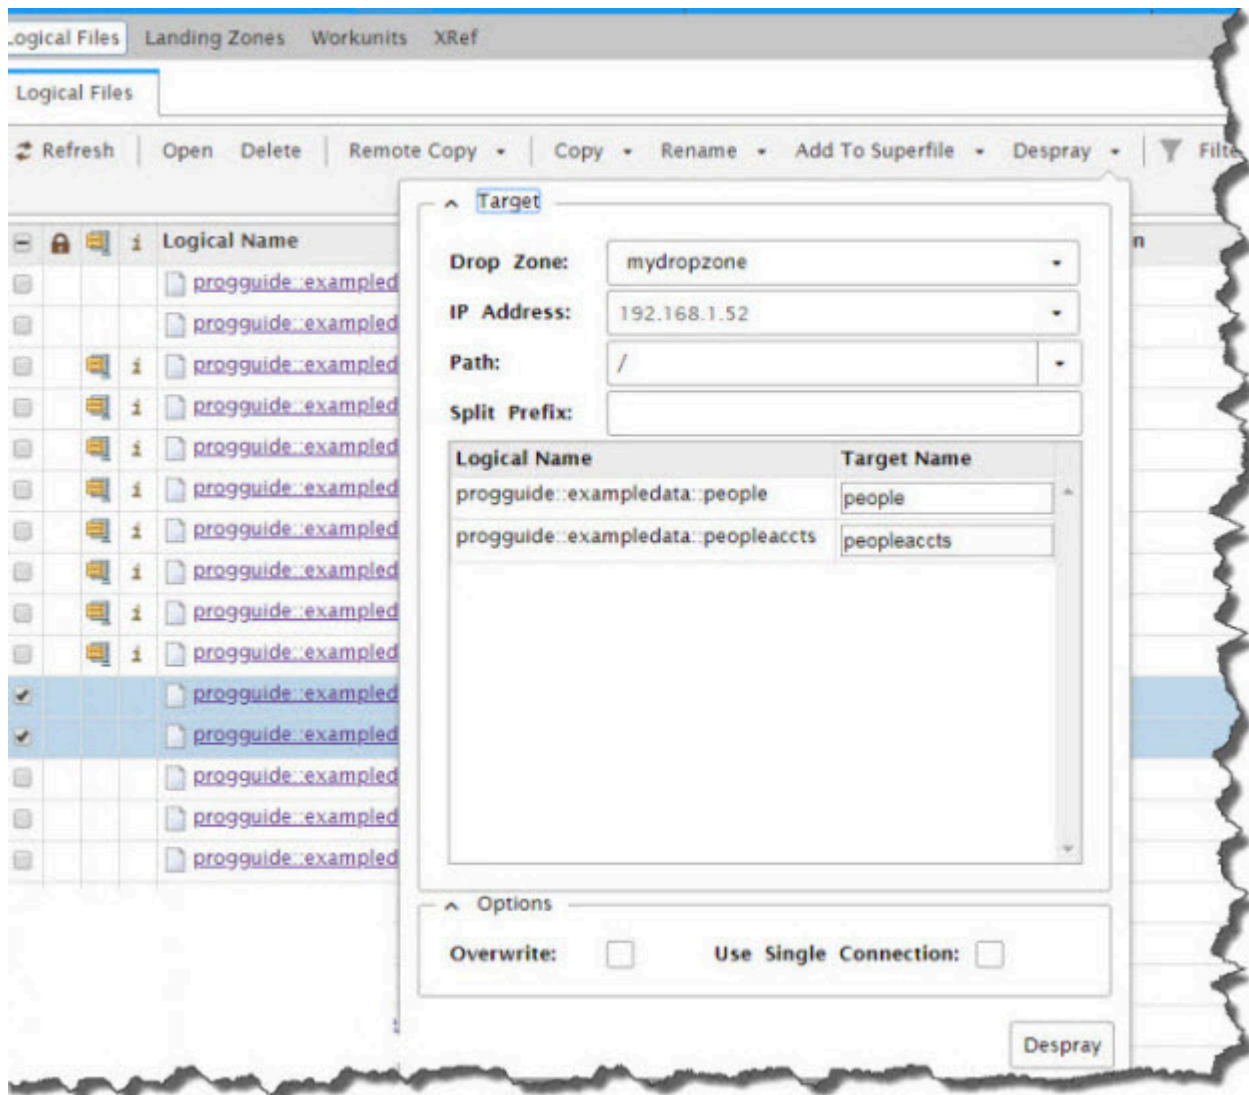 Logical Files Landing Zones Workunits XRef
Logical Files
Refresh Open Delete Remote Copy Copy Rename Add To Superfile Despray Filte
Target
i Logical Name n
Drop Zone: mydropzone
progguide::exampled
IP Address: 192.168.1.52
progguide::exampled
Path: /
i progguide::exampled
Split Prefix:
i progguide::exampled
Logical Name Target Name
i progguide::exampled
progguide::exampledata::people people
i progguide::exampled
progguide::exampledata::peopleaccts peopleaccts
i progguide::exampled
i progguide::exampled
i progguide::exampled
i progguide::exampled
progguide::exampled
progguide::exampled
progguide::exampled
progguide::exampled
progguide::exampled
Options
Overwrite: Use Single Connection:
Despray